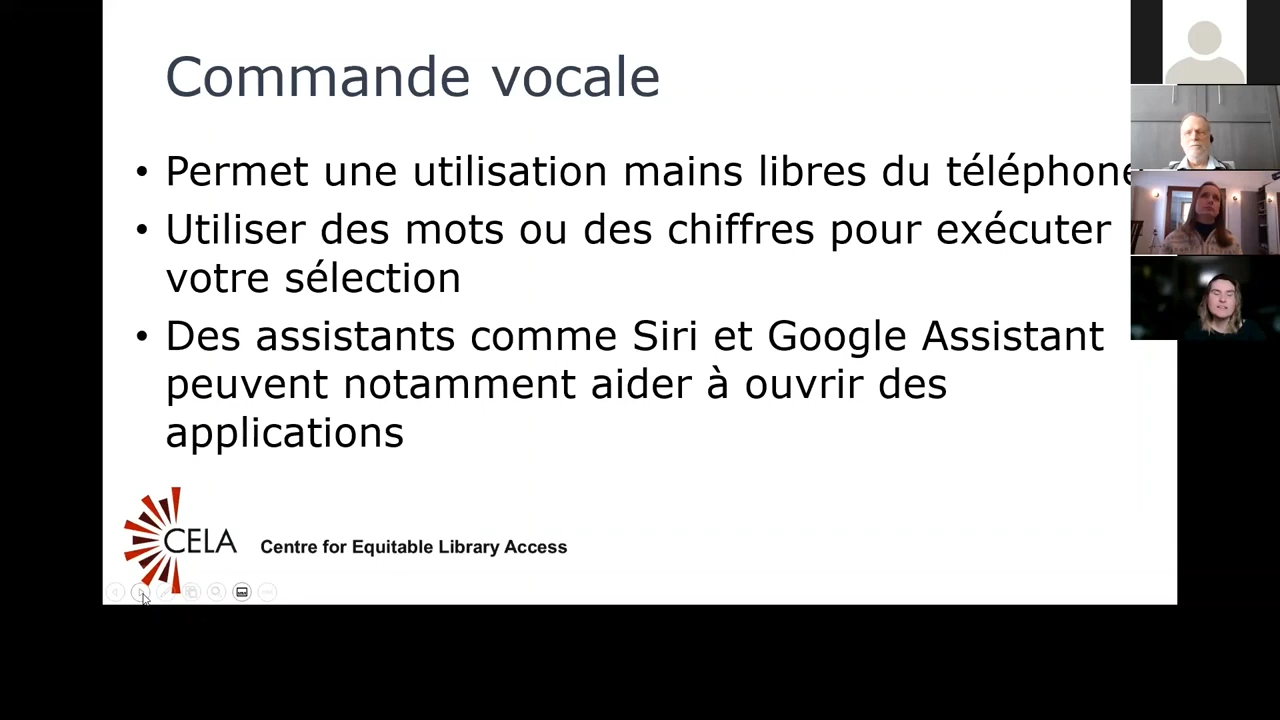 Commande vocale
• Permet une utilisation mains libres du téléphone
• Utiliser des mots ou des chiffres pour exécuter
votre sélection
• Des assistants comme Siri et Google Assistant
peuvent notamment aider à ouvrir des
applications
CELA
Centre for Equitable Library Access